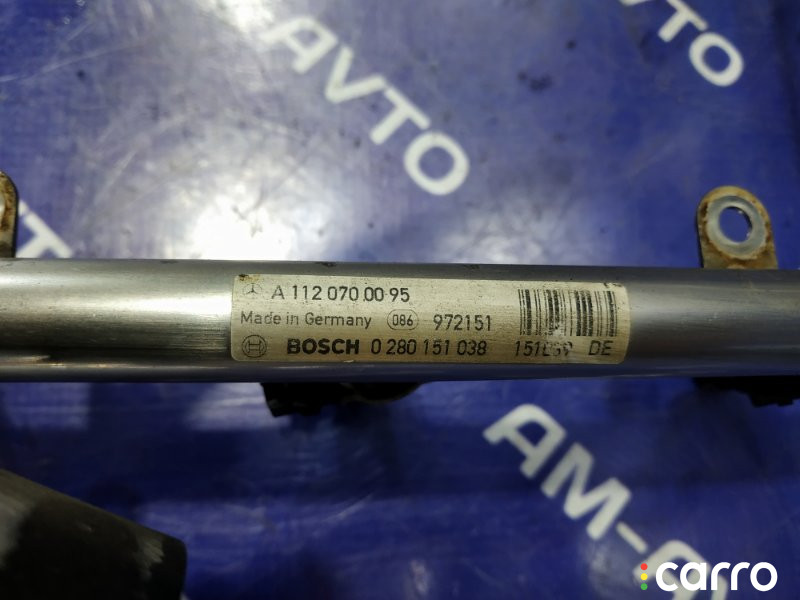 AVTO
AVTO
A 112 070 00 95
Made in Germany 086 972151
BOSCH 0 280 151 038 DE
AM-
carro